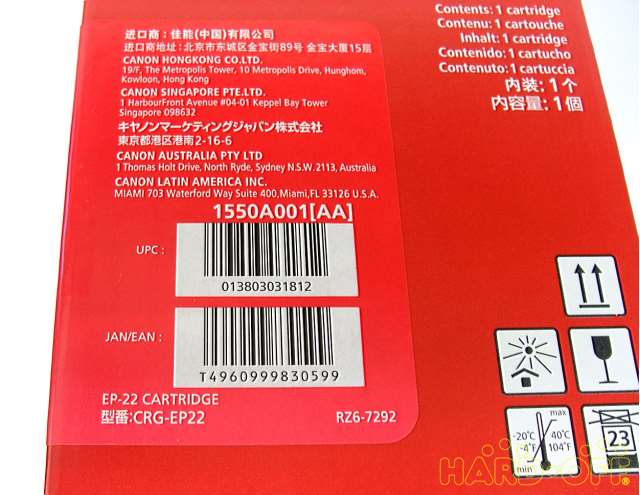 进口商：佳能(中国)有限公司
进口商地址：北京市东城区金宝街89号 金宝大厦15层
CANON HONGKONG CO.LTD.
19/F, The Metropolis Tower, 10 Metropolis Drive, Hunghom,
Kowloon, Hong Kong
CANON SINGAPORE PTE.LTD.
1 HarbourFront Avenue #04-01 Keppel Bay Tower
Singapore 098632
キヤノンマーケティングジャパン株式会社
東京都港区港南2-16-6
CANON AUSTRALIA PTY LTD
1 Thomas Holt Drive, North Ryde, Sydney N.S.W.2113, Australia
CANON LATIN AMERICA INC.
MIAMI 703 Waterford Way Suite 400,Miami,FL 33126 U.S.A.
1550A001[AA]
UPC :
013803031812
JAN/EAN :
T4960999830599
EP-22 CARTRIDGE
型番:CRG-EP22
RZ6-7292
Contents: 1 cartridge
Contenu: 1 cartouche
Inhalt: 1 cartridge
Contenido: 1 cartucho
Contenuto: 1 cartuccia
内装: 1个
内容量: 1個
max
-20°C 40°C
-4°F 104°F
min
23
HARD OFF